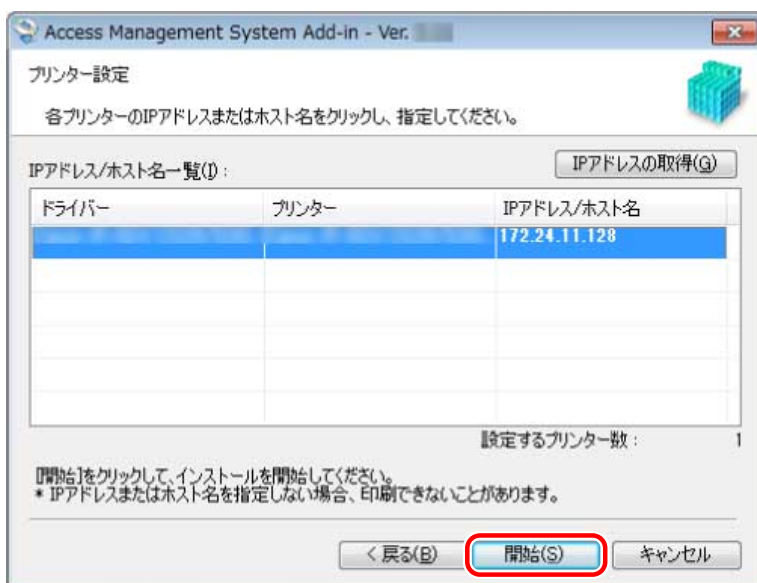 Access Management System Add-in - Ver.
プリンター設定
各プリンターのIPアドレスまたはホスト名をクリックし、指定してください。
IPアドレスの取得(G)
IPアドレス/ホスト名一覧(I) :
ドライバー プリンター IPアドレス/ホスト名
172.24.11.128
設定するプリンター数 : 1
[開始]をクリックして、インストールを開始してください。
* IPアドレスまたはホスト名を指定しない場合、印刷できないことがあります。
< 戻る(B) 開始(S) キャンセル